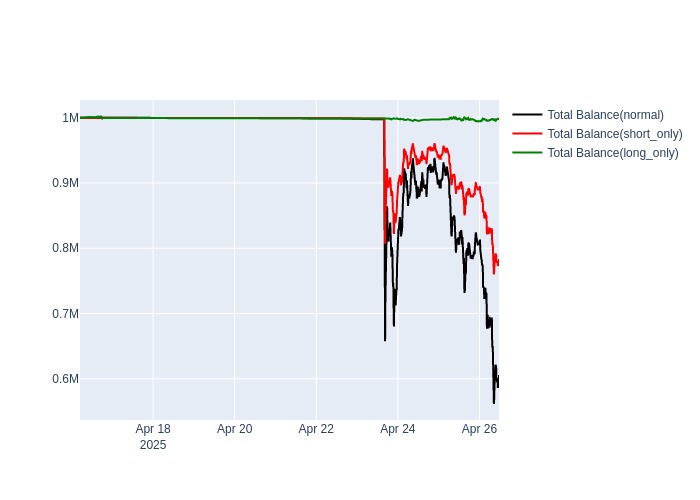 1M
0.9M
0.8M
0.7M
0.6M
Apr 18
2025
Apr 20
Apr 22
Apr 24
Apr 26
Total Balance(normal)
Total Balance(short_only)
Total Balance(long_only)